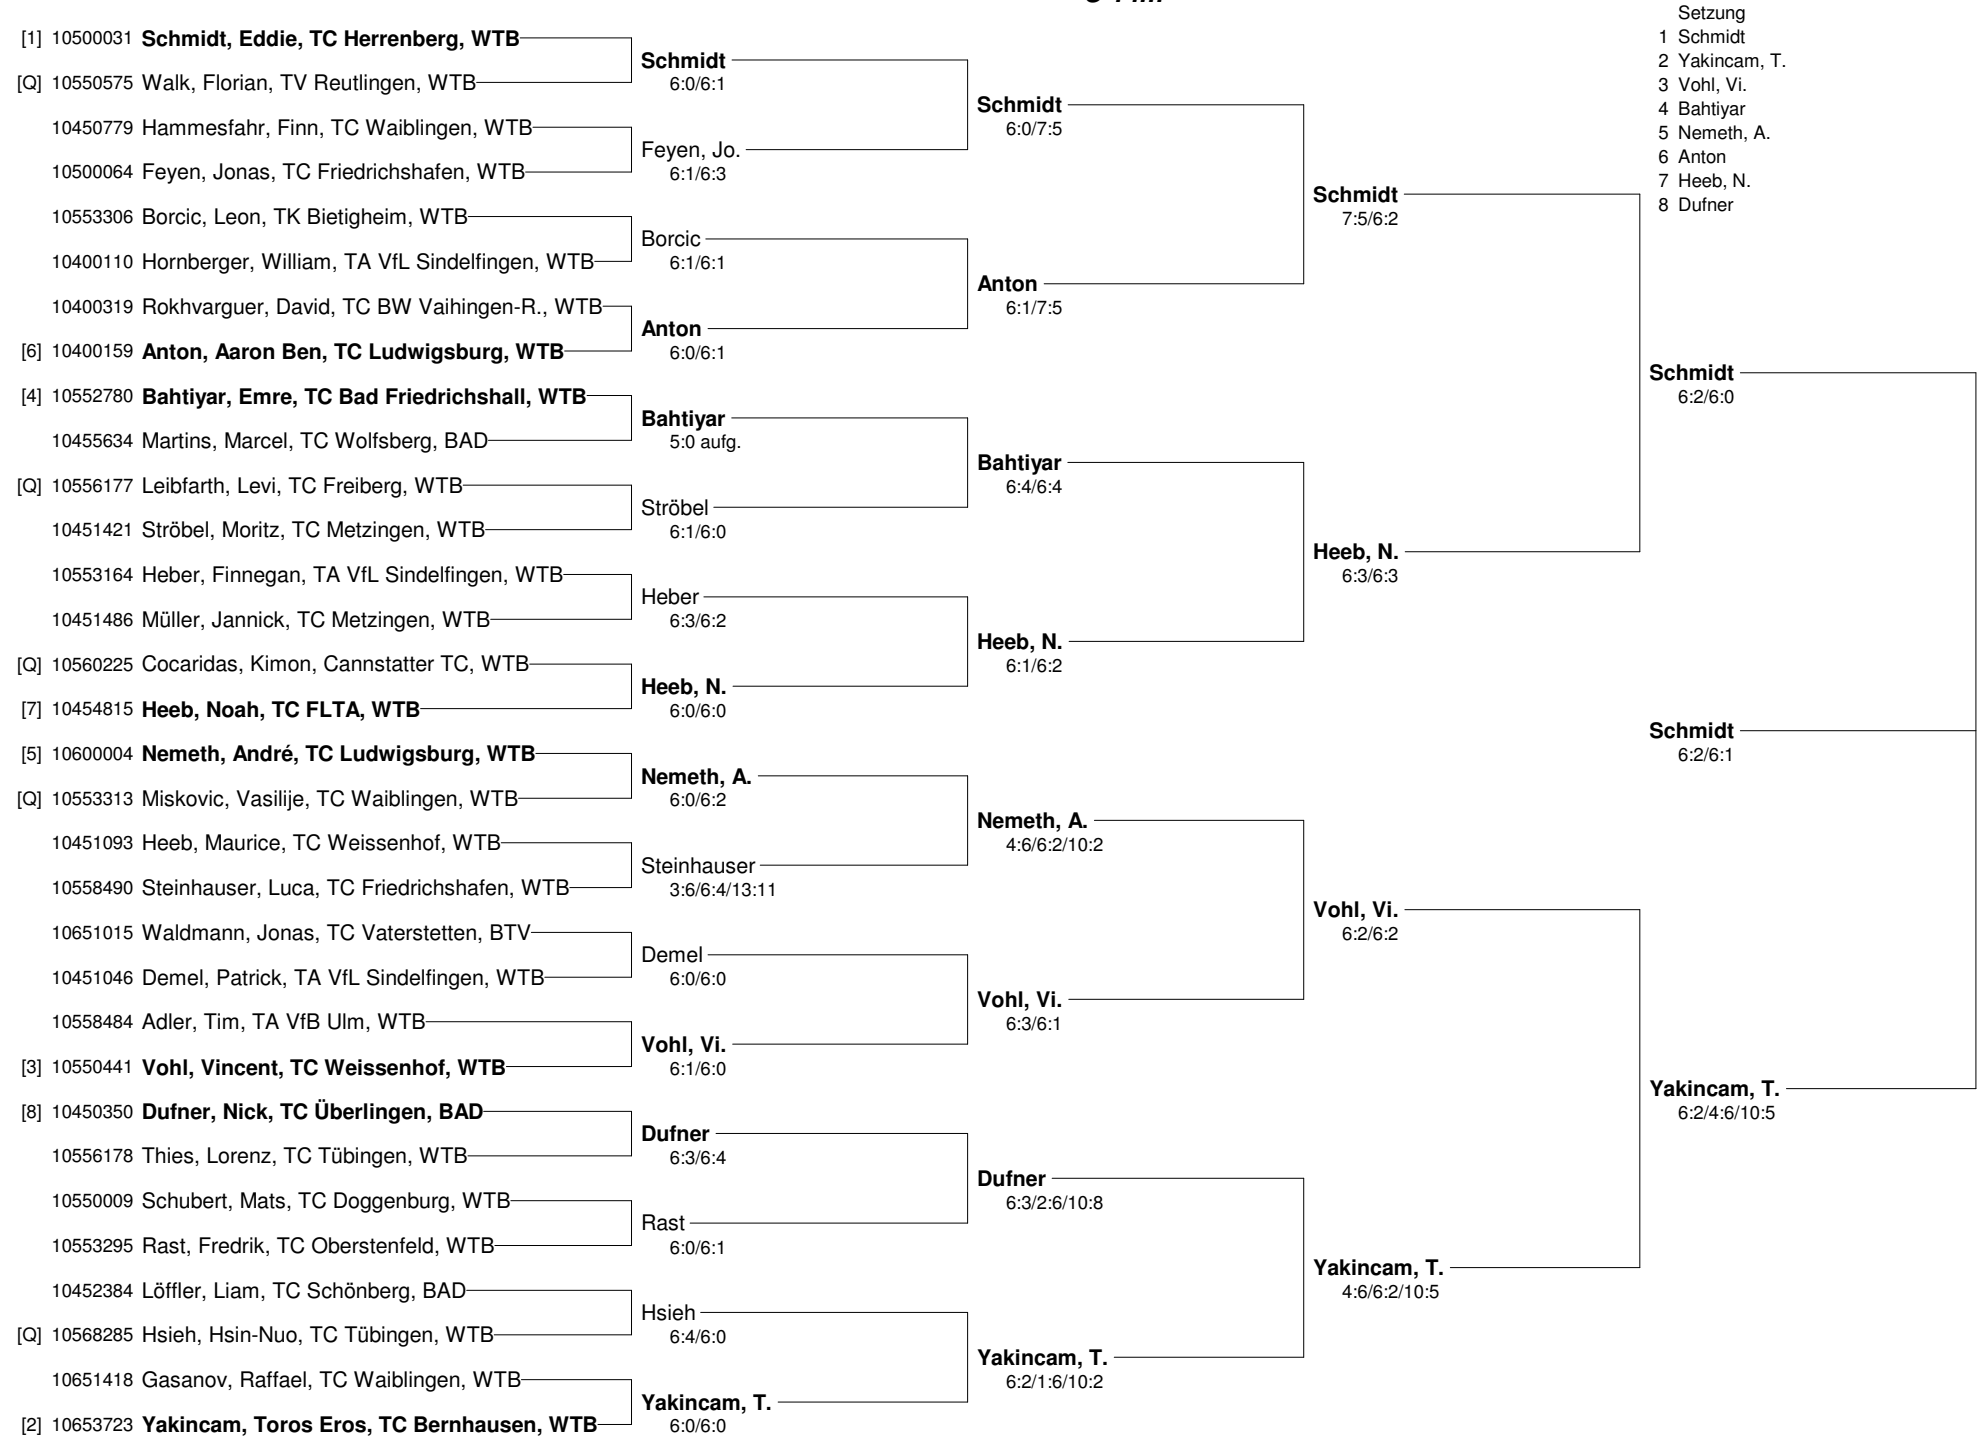 Setzung
1 Schmidt
2 Yakincam, T.
3 Vohl, Vi.
4 Bahtiyar
5 Nemeth, A.
6 Anton
7 Heeb, N.
8 Dufner
[1] 10500031 Schmidt, Eddie, TC Herrenberg, WTB
[Q] 10550575 Walk, Florian, TV Reutlingen, WTB
10450779 Hammesfahr, Finn, TC Waiblingen, WTB
10500064 Feyen, Jonas, TC Friedrichshafen, WTB
10553306 Borcic, Leon, TK Bietigheim, WTB
10400110 Hornberger, William, TA VfL Sindelfingen, WTB
10400319 Rokhvarguer, David, TC BW Vaihingen-R., WTB
[6] 10400159 Anton, Aaron Ben, TC Ludwigsburg, WTB
[4] 10552780 Bahtiyar, Emre, TC Bad Friedrichshall, WTB
10455634 Martins, Marcel, TC Wolfsberg, BAD
[Q] 10556177 Leibfarth, Levi, TC Freiberg, WTB
10451421 Ströbel, Moritz, TC Metzingen, WTB
10553164 Heber, Finnegan, TA VfL Sindelfingen, WTB
10451486 Müller, Jannick, TC Metzingen, WTB
[Q] 10560225 Cocaridas, Kimon, Cannstatter TC, WTB
[7] 10454815 Heeb, Noah, TC FLTA, WTB
[5] 10600004 Nemeth, André, TC Ludwigsburg, WTB
[Q] 10553313 Miskovic, Vasilije, TC Waiblingen, WTB
10451093 Heeb, Maurice, TC Weissenhof, WTB
10558490 Steinhauser, Luca, TC Friedrichshafen, WTB
10651015 Waldmann, Jonas, TC Vaterstetten, BTV
10451046 Demel, Patrick, TA VfL Sindelfingen, WTB
10558484 Adler, Tim, TA VfB Ulm, WTB
[3] 10550441 Vohl, Vincent, TC Weissenhof, WTB
[8] 10450350 Dufner, Nick, TC Überlingen, BAD
10556178 Thies, Lorenz, TC Tübingen, WTB
10550009 Schubert, Mats, TC Doggenburg, WTB
10553295 Rast, Fredrik, TC Oberstenfeld, WTB
10452384 Löffler, Liam, TC Schönberg, BAD
[Q] 10568285 Hsieh, Hsin-Nuo, TC Tübingen, WTB
10651418 Gasanov, Raffael, TC Waiblingen, WTB
[2] 10653723 Yakincam, Toros Eros, TC Bernhausen, WTB
Schmidt
6:0/6:1
Feyen, Jo.
6:1/6:3
Borcic
6:1/6:1
Anton
6:0/6:1
Bahtiyar
5:0 aufg.
Ströbel
6:1/6:0
Heber
6:3/6:2
Heeb, N.
6:0/6:0
Nemeth, A.
6:0/6:2
Steinhauser
3:6/6:4/13:11
Demel
6:0/6:0
Vohl, Vi.
6:1/6:0
Dufner
6:3/6:4
Rast
6:0/6:1
Hsieh
6:4/6:0
Yakincam, T.
6:0/6:0
Schmidt
6:0/7:5
Anton
6:1/7:5
Bahtiyar
6:4/6:4
Heeb, N.
6:1/6:2
Nemeth, A.
4:6/6:2/10:2
Vohl, Vi.
6:3/6:1
Dufner
6:3/2:6/10:8
Yakincam, T.
6:2/1:6/10:2
Schmidt
7:5/6:2
Heeb, N.
6:3/6:3
Vohl, Vi.
6:2/6:2
Yakincam, T.
4:6/6:2/10:5
Schmidt
6:2/6:0
Schmidt
6:2/6:1
Yakincam, T.
6:2/4:6/10:5